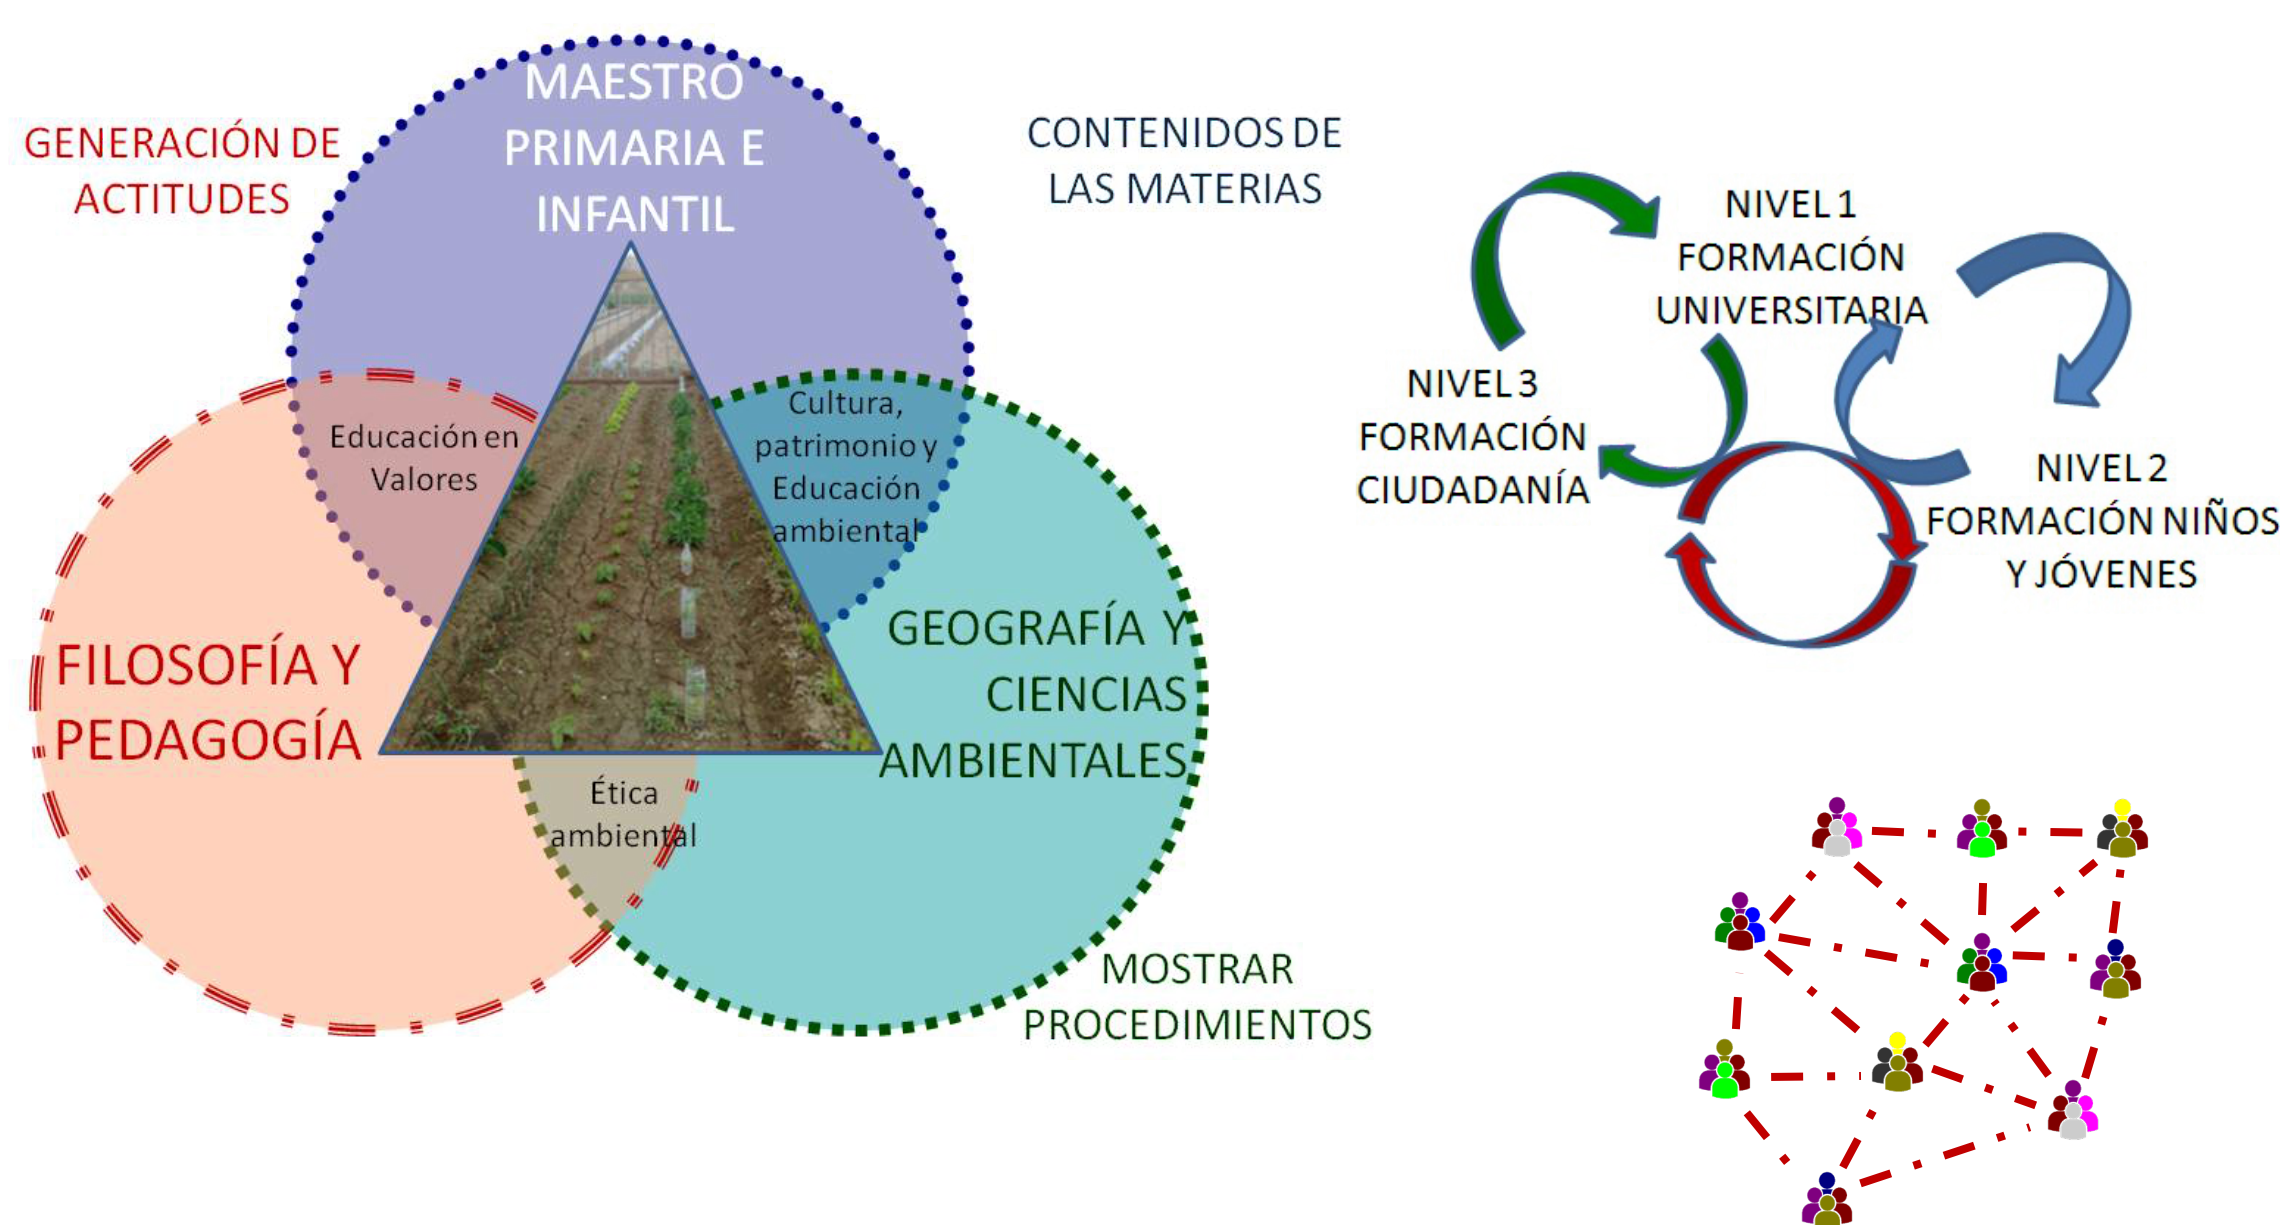 MAESTRO
PRIMARIA E
INFANTIL
GENERACIÓN DE
ACTITUDES
CONTENIDOS DE
LAS MATERIAS
Educación en
Valores
Cultura,
patrimonio y
Educación
ambiental
FILOSOFÍA Y
PEDAGOGÍA
GEOGRAFÍA Y
CIENCIAS
AMBIENTALES
Ética
ambiental
MOSTRAR
PROCEDIMIENTOS
NIVEL 1
FORMACIÓN
UNIVERSITARIA
NIVEL 3
FORMACIÓN
CIUDADANÍA
NIVEL 2
FORMACIÓN NIÑOS
Y JÓVENES